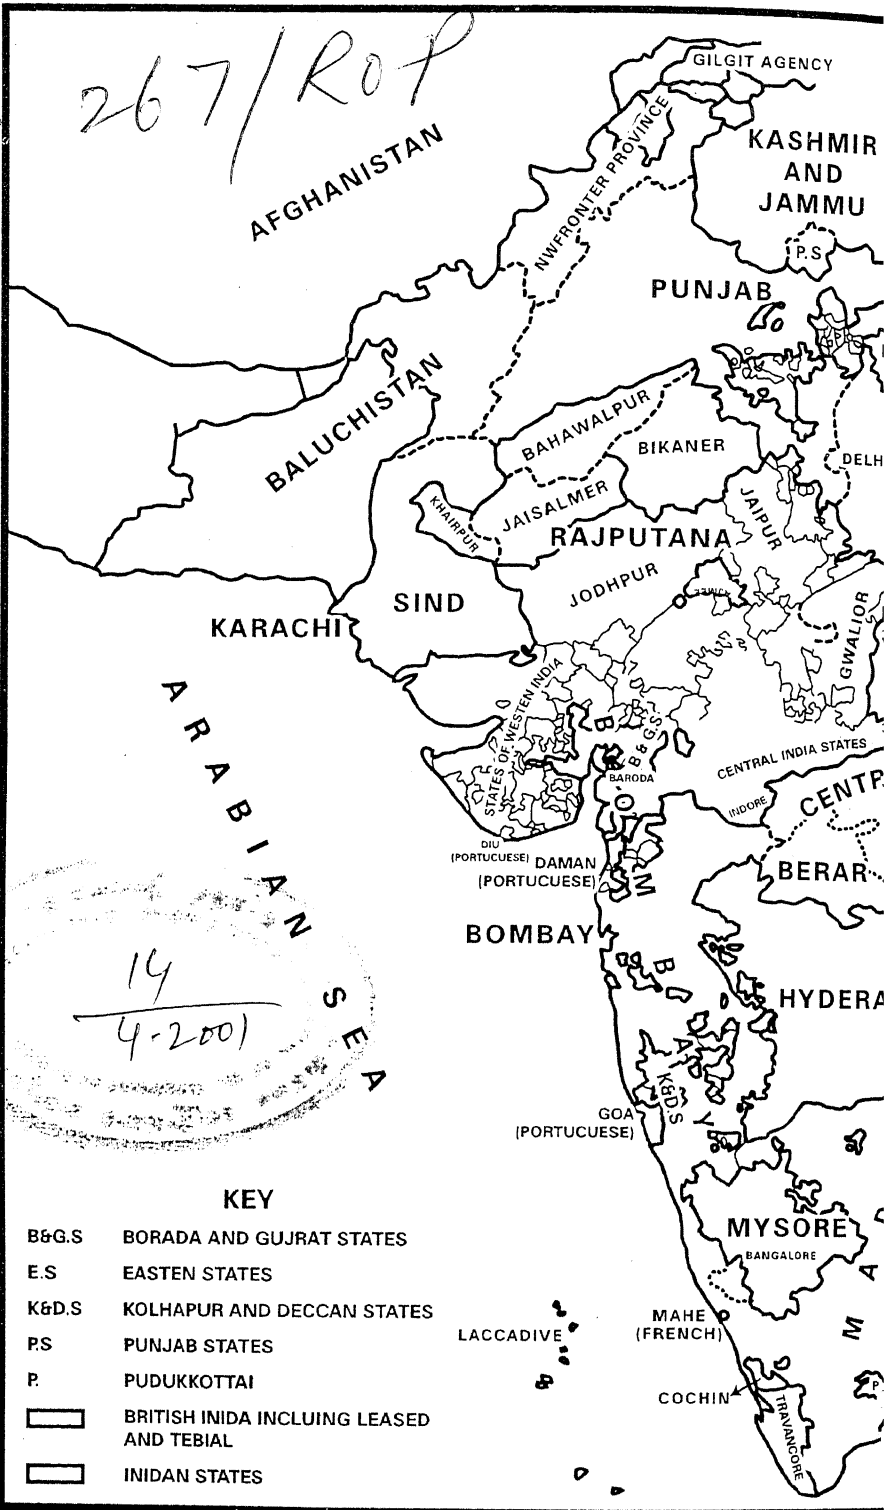 267/ROP
GILGIT AGENCY
AFGHANISTAN
NWFRONTER PROVINCE
KASHMIR
AND
JAMMU
P.S
PUNJAB
BALUCHISTAN
BAHAWALPUR
BIKANER
DELH
KHAIRPUR
JAISALMER
JAIPUR
RAJPUTANA
JODHPUR
SIND
KARACHI
GWALIOR
ARABIAN SEA
STATES OF WESTEN INDIA
B&G.S.
BARODA
CENTRAL INDIA STATES
INDORE
CENTR
BERAR
DIU
(PORTUCUESE)
DAMAN
(PORTUCUESE)
BOMBAY
BOMBAY
HYDERA
14
4-2001
K&D.S
GOA
(PORTUCUESE)
MYSORE
BANGALORE
M A
MAHE
(FRENCH)
LACCADIVE
COCHIN
TRAVANCORE
P
KEY
B&G.S BORADA AND GUJRAT STATES
E.S EASTEN STATES
K&D.S KOLHAPUR AND DECCAN STATES
P.S PUNJAB STATES
P. PUDUKKOTTAI
BRITISH INIDA INCLUING LEASED
AND TEBIAL
INIDAN STATES